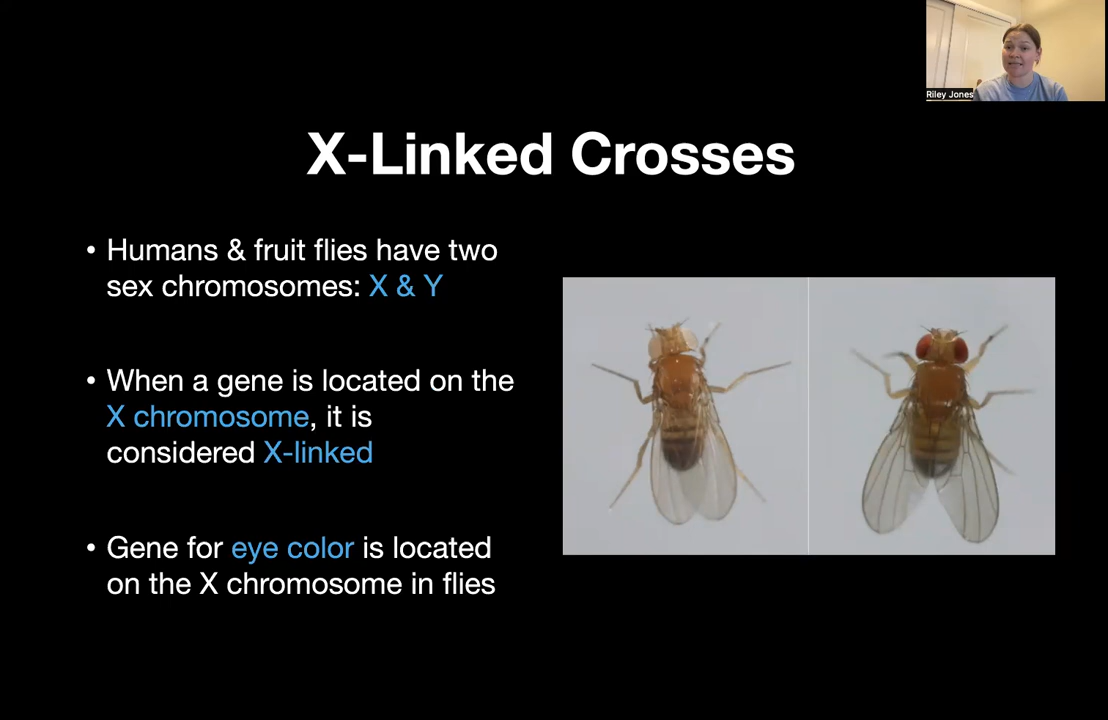 Riley Jones
X-Linked Crosses
• Humans & fruit flies have two
sex chromosomes: X & Y
• When a gene is located on the
X chromosome, it is
considered X-linked
• Gene for eye color is located
on the X chromosome in flies